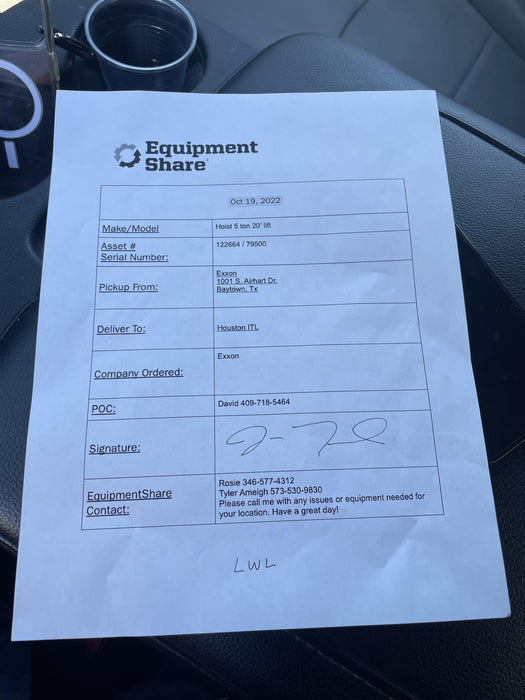 Equipment
Share
Oct 19, 2022
Make/Model
Hoist 5 ton 20' lift
Asset #
Serial Number:
122664 / 79500
Pickup From:
Exxon
1001 S. Airhart Dr.
Baytown, Tx
Deliver To:
Houston ITL
Company Ordered:
Exxon
POC:
David 409-718-5464
Signature:
EquipmentShare
Contact:
Rosie 346-577-4312
Tyler Ameigh 573-530-9830
Please call me with any issues or equipment needed for
your location. Have a great day!
LWL